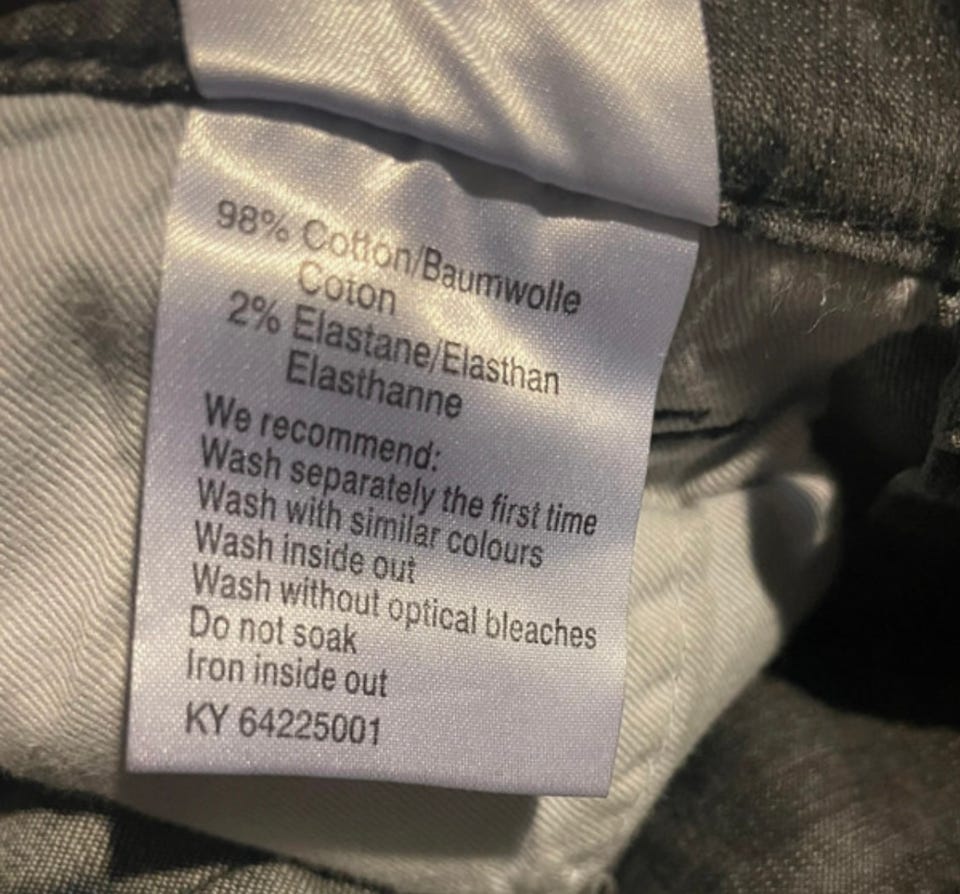 98% Cotton/Baumwolle
Coton
2% Elastane/Elasthan
Elasthanne
We recommend:
Wash separately the first time
Wash with similar colours
Wash inside out
Wash without optical bleaches
Do not soak
Iron inside out
KY 64225001